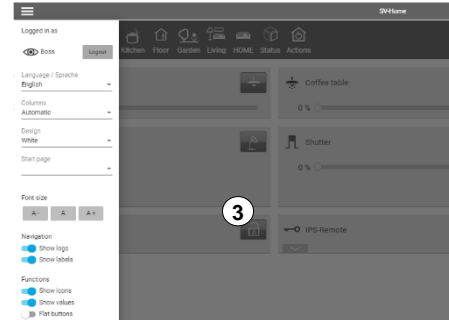 SV-Home
Logged in as
Boss Logout
Kitchen Floor Garden Living HOME Status Actions
Language / Sprache
English
Coffee table
Columns
Automatic
0 %
Design
White
Shutter
Start page
0 %
Font size
A - A A +
3
IPS-Remote
Navigation
Show logo
Show labels
Functions
Show icons
Show values
Flat buttons